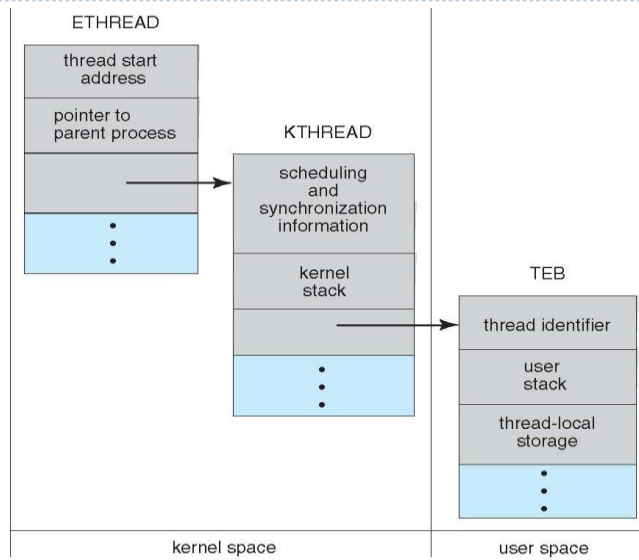 ETHREAD
thread start
address
pointer to
parent process
KTHREAD
scheduling
and
synchronization
information
kernel
stack
TEB
thread identifier
user
stack
thread-local
storage
kernel space
user space